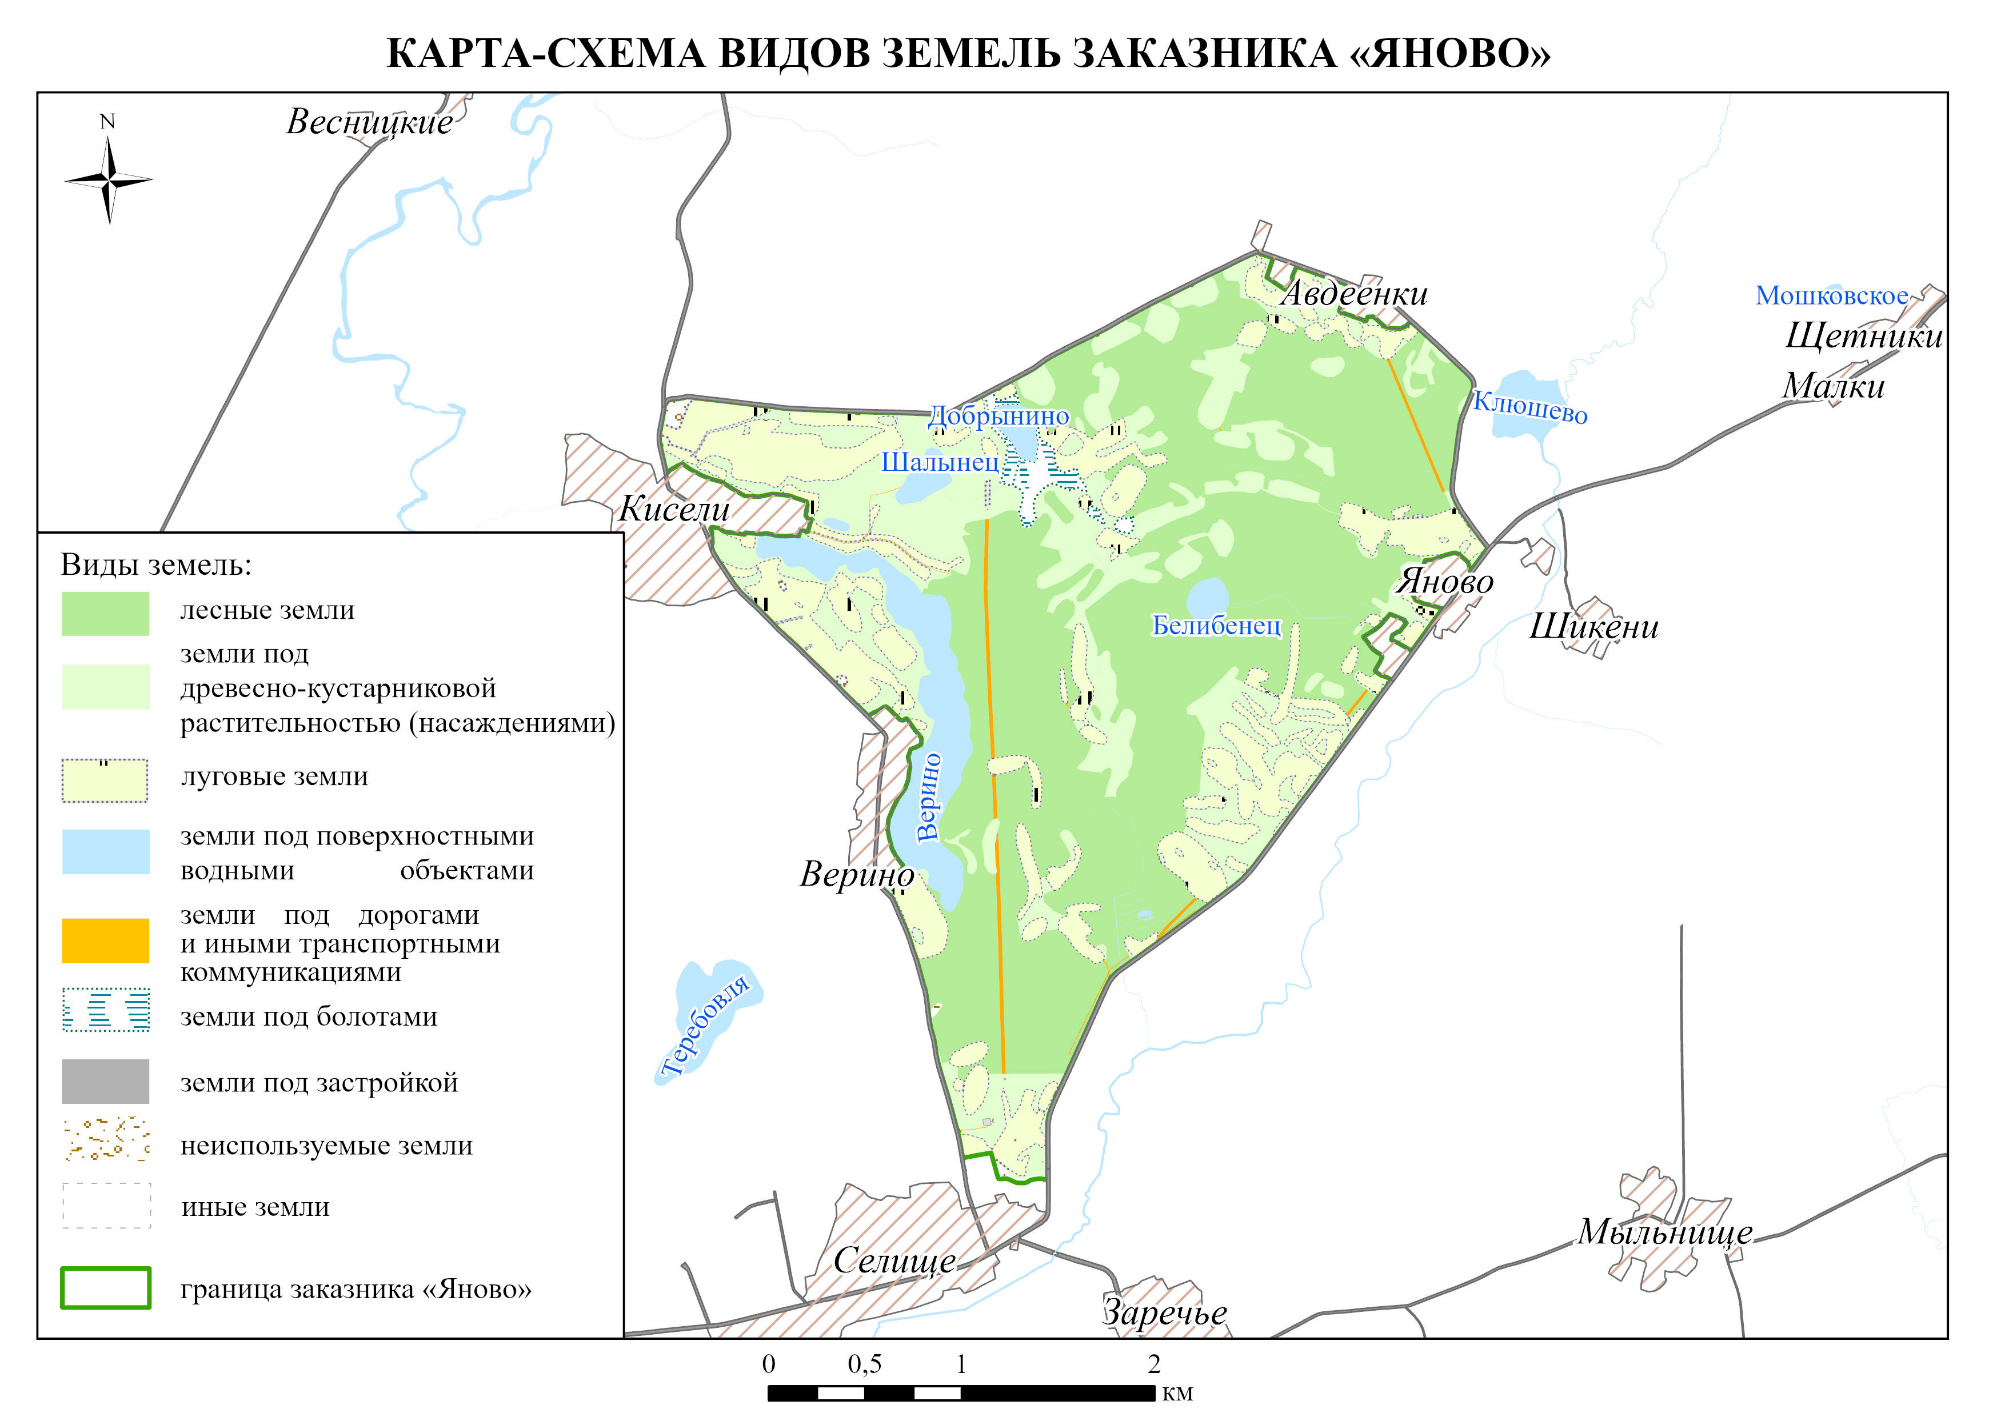 КАРТА-СХЕМА ВИДОВ ЗЕМЕЛЬ ЗАКАЗНИКА «ЯНОВО»
N
Весницкие
Авдеенки
Мошковское
Щетники
Малки
Клюшево
Добрынино
Шалынец
Кисели
Яново
Белибенец
Шикени
Верино
Верино
Теребовля
Селище
Заречье
Мыльнище
Виды земель:
лесные земли
земли под
древесно-кустарниковой
растительностью (насаждениями)
луговые земли
земли под поверхностными
водными объектами
земли под дорогами
и иными транспортными
коммуникациями
земли под болотами
земли под застройкой
неиспользуемые земли
иные земли
граница заказника «Яново»
0 0,5 1 2
км